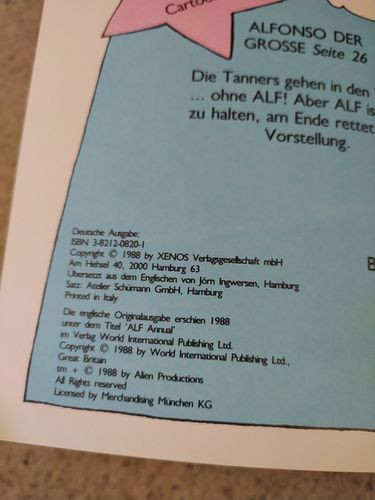 Cartoo
ALFONSO DER
GROSSE Seite 26
Die Tanners gehen in den
... ohne ALF! Aber ALF is
zu halten, am Ende rettet
Vorstellung.
Deutsche Ausgabe:
ISBN 3-8212-0820-1
Copyright © 1988 by XENOS Verlagsgesellschaft mbH
Am Hehsel 40, 2000 Hamburg 63
Übersetzt aus dem Englischen von Jörn Ingwersen, Hamburg
Satz: Atelier Schümann GmbH, Hamburg
Printed in Italy
Die englische Originalausgabe erschien 1988
unter dem Titel 'ALF Annual'
im Verlag World International Publishing Ltd.
Copyright © 1988 by World International Publishing Ltd.,
Great Britain
tm + © 1988 by Alien Productions
All Rights reserved
Licensed by Merchandising München KG